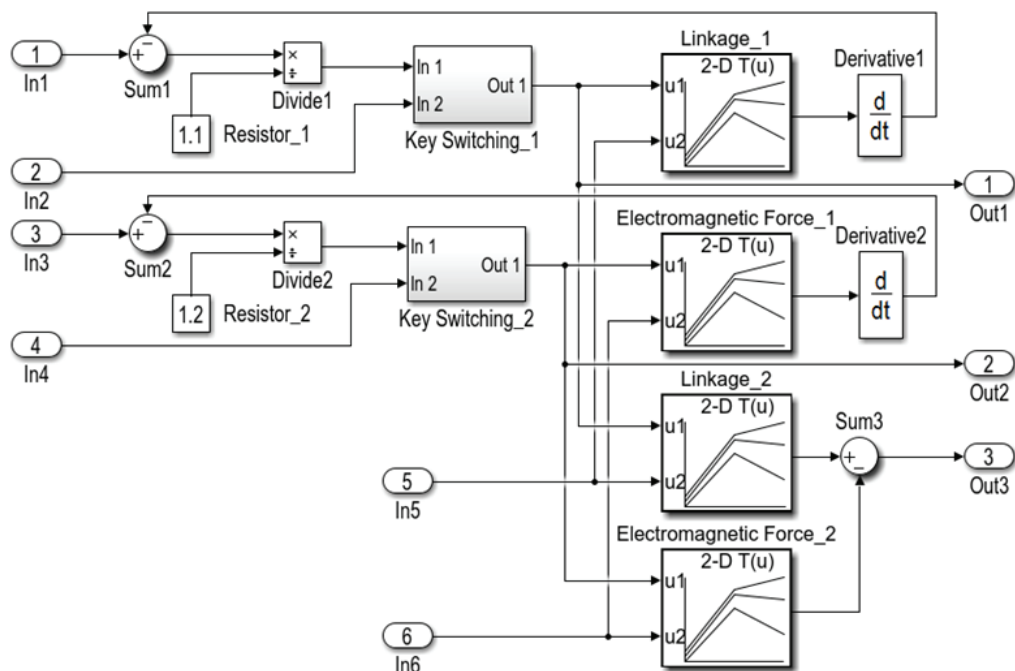 1
In1
−
+
Sum1
×
÷
Divide1
1.1
Resistor_1
In 1
In 2
Out 1
Key Switching_1
2
In2
Linkage_1
2-D T(u)
u1
u2
Derivative1
d
dt
1
Out1
3
In3
−
+
Sum2
×
÷
Divide2
1.2
Resistor_2
In 1
In 2
Out 1
Key Switching_2
4
In4
Electromagnetic Force_1
2-D T(u)
u1
u2
Derivative2
d
dt
2
Out2
Linkage_2
2-D T(u)
u1
u2
Sum3
+
−
3
Out3
5
In5
Electromagnetic Force_2
2-D T(u)
u1
u2
6
In6